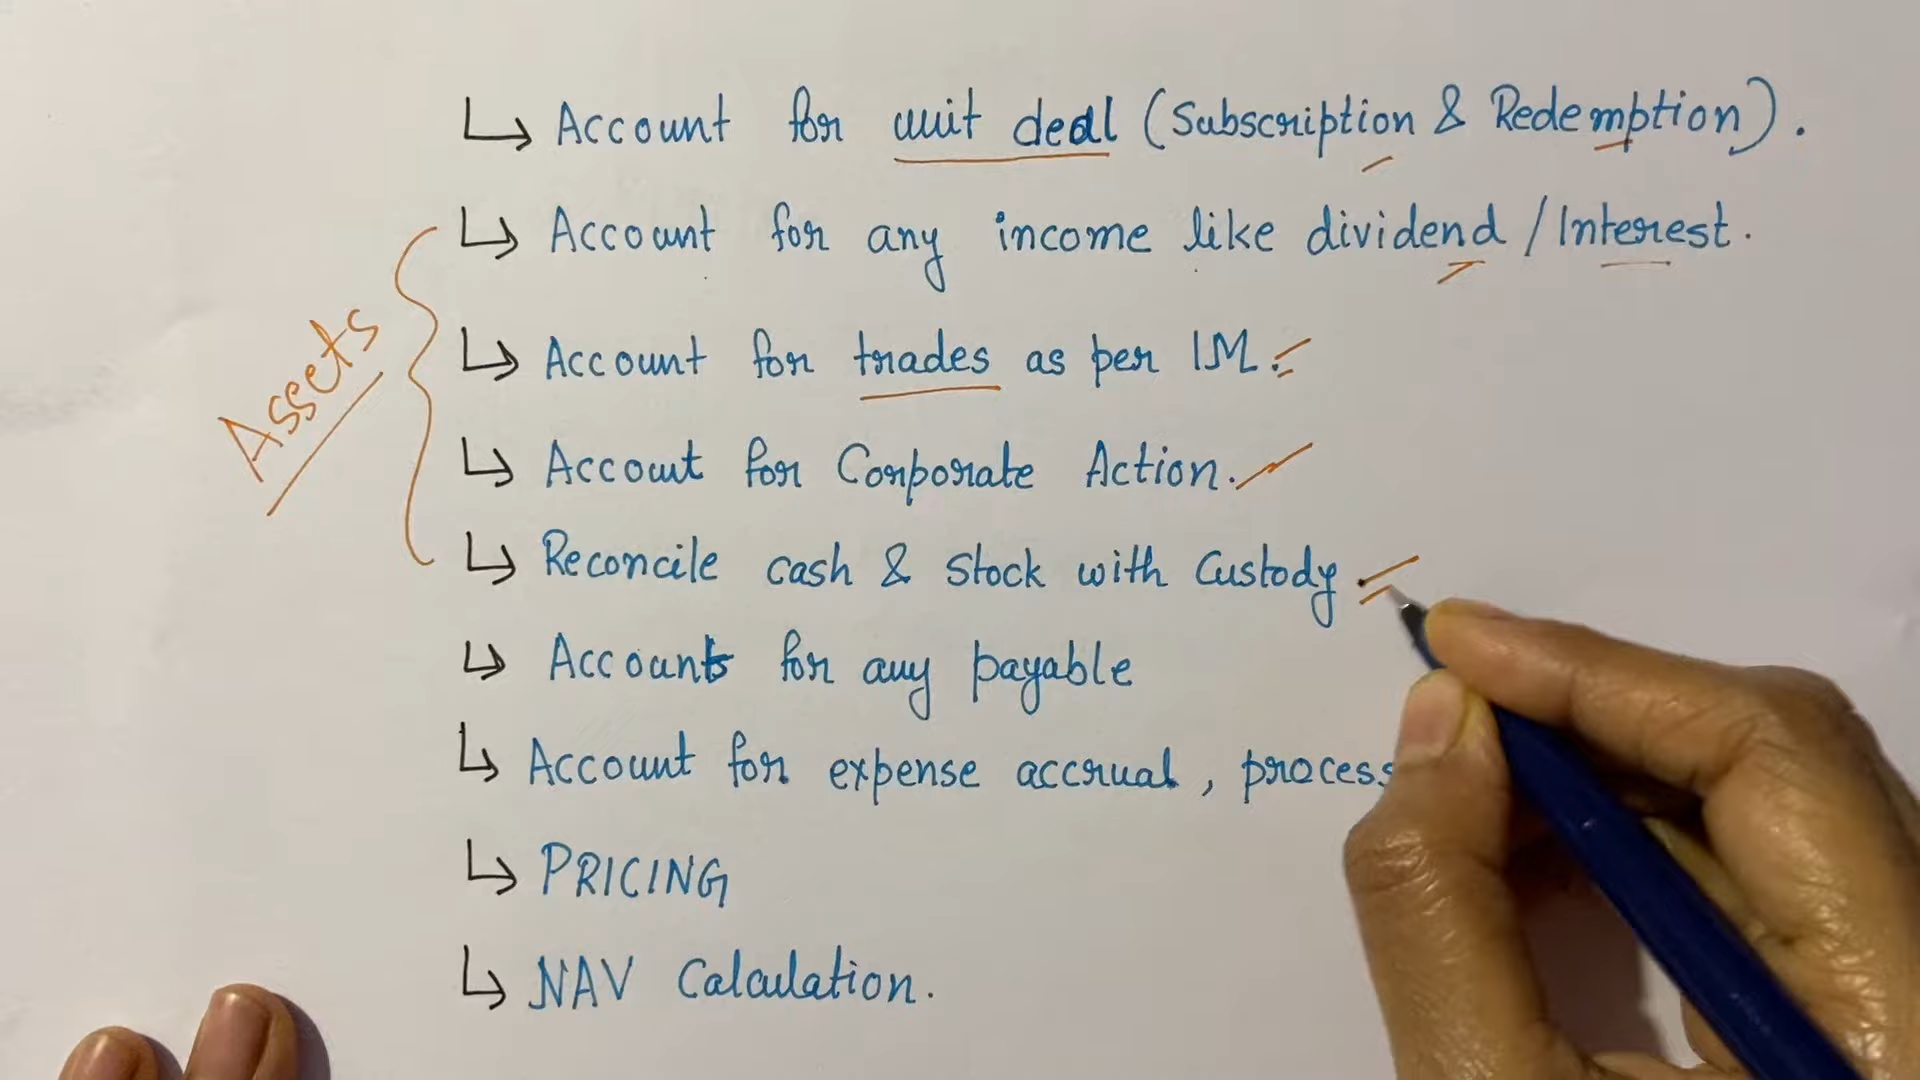 Account for unit deal (Subscription & Redemption).
Account for any income like dividend / Interest.
Assets
Account for trades as per IM.
Accout for Corporate Action.
Reconcile cash & Stock with Custody
Accounts for any payable
Account for expense accrual, process
PRICING
NAV Calculation.